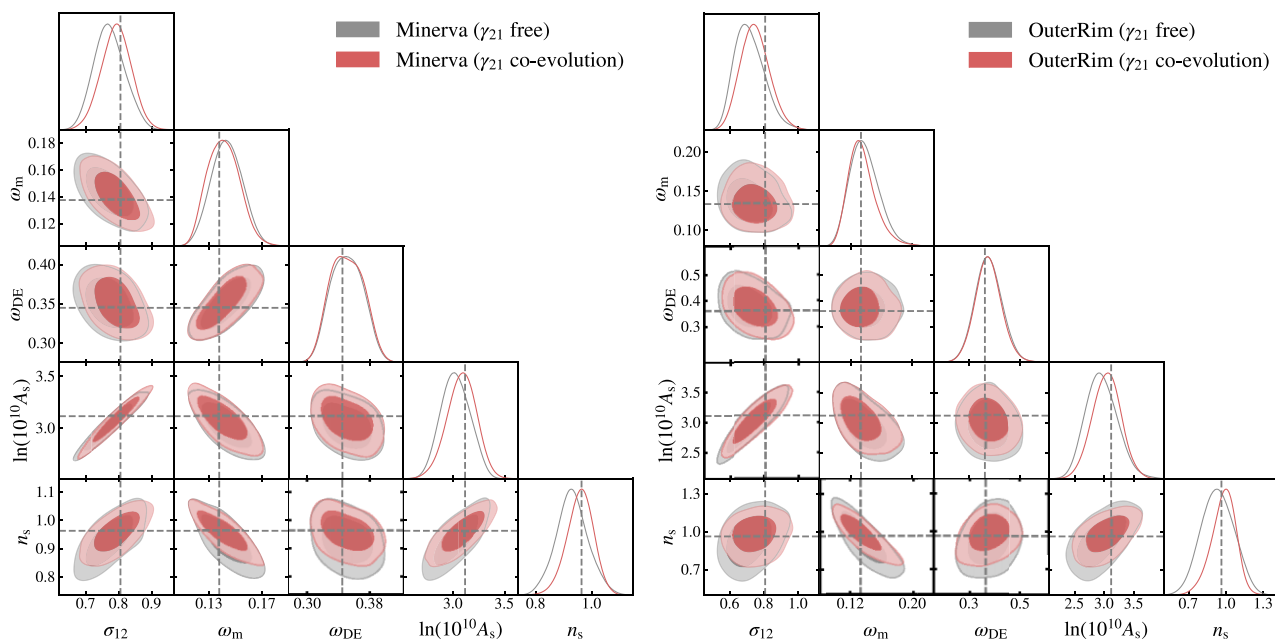 Minerva (γ21 free)
Minerva (γ21 co-evolution)
0.18
0.16
0.14
0.12
ωm
0.40
0.35
0.30
ωDE
3.5
3.0
ln(10^10 As)
1.1
1.0
0.9
0.8
ns
0.7 0.8 0.9
0.13 0.17
0.30 0.38
3.0 3.5
0.8 1.0
σ12 ωm ωDE ln(10^10 As) ns
OuterRim (γ21 free)
OuterRim (γ21 co-evolution)
0.20
0.15
0.10
ωm
0.5
0.4
0.3
ωDE
3.5
3.0
2.5
ln(10^10 As)
1.3
1.0
0.7
ns
0.6 0.8 1.0
0.12 0.20
0.3 0.5
2.5 3.5
0.7 1.0 1.3
σ12 ωm ωDE ln(10^10 As) ns